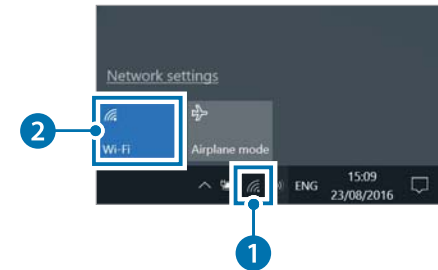 Network settings
2
Wi-Fi
Airplane mode
ENG
15:09
23/08/2016
1